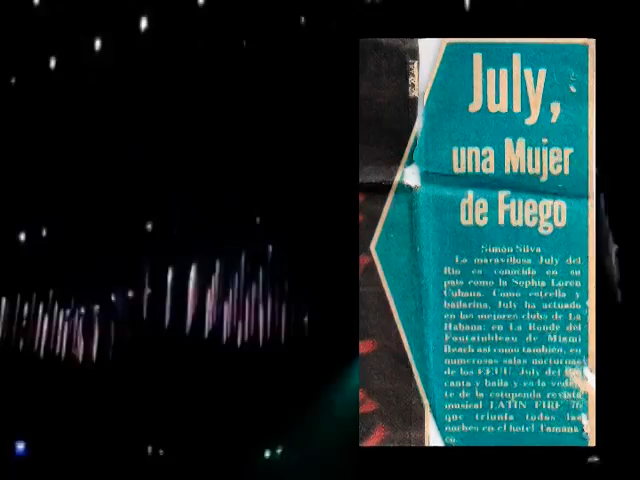 July,
una Mujer
de Fuego
Simón Silva
La maravillosa July del
Río es conocida en su
país como la Sophia Loren
Cubana. Como estrella y
bailarina, July ha actuado
en los mejores clubs de La
Habana; en La Ronde del
Fountainbleau de Miami
Beach así como también, en
numerosas salas nocturnas
de los EEUU. July del
canta y baila y es la vede-
te de la estupenda revista
musical LATIN FIRE 76
que triunfa todas las
noches en el hotel Tamana-
co.